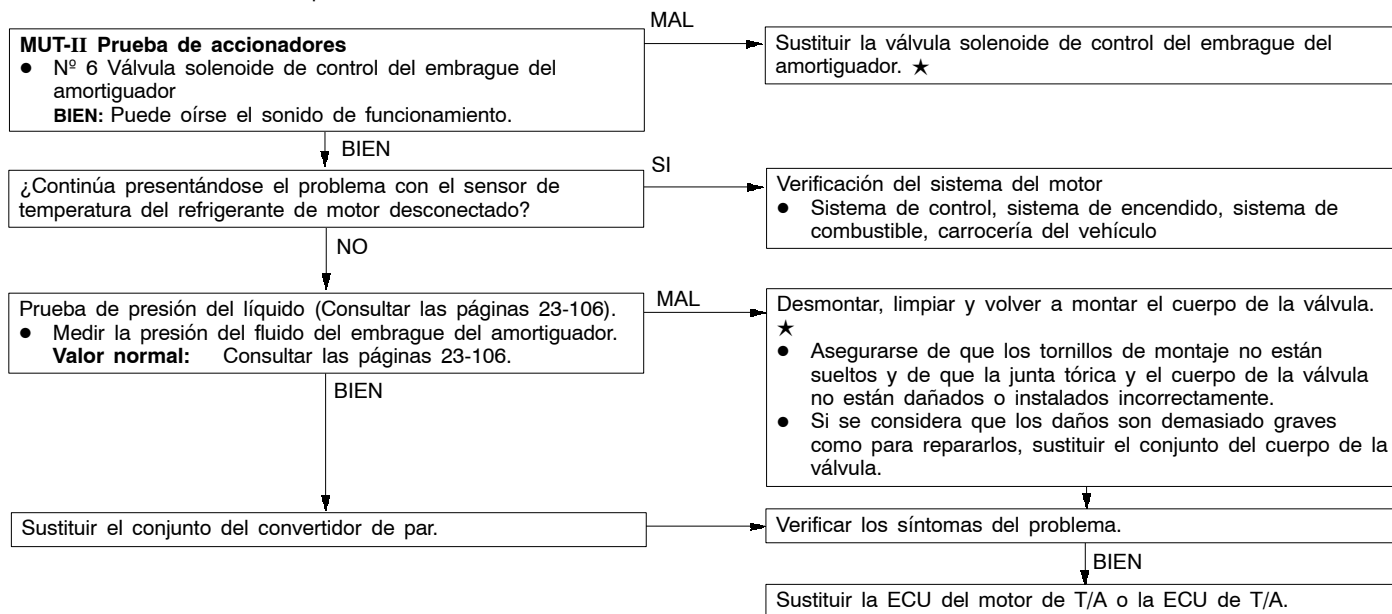 MAL
MUT-II Prueba de accionadores
● Nº 6 Válvula solenoide de control del embrague del
amortiguador
BIEN: Puede oírse el sonido de funcionamiento.
Sustituir la válvula solenoide de control del embrague del
amortiguador. ★
BIEN
SI
¿Continúa presentándose el problema con el sensor de
temperatura del refrigerante de motor desconectado?
Verificación del sistema del motor
● Sistema de control, sistema de encendido, sistema de
combustible, carrocería del vehículo
NO
Prueba de presión del líquido (Consultar las páginas 23-106).
● Medir la presión del fluido del embrague del amortiguador.
Valor normal: Consultar las páginas 23-106.
MAL
Desmontar, limpiar y volver a montar el cuerpo de la válvula.
★
● Asegurarse de que los tornillos de montaje no están
sueltos y de que la junta tórica y el cuerpo de la válvula
no están dañados o instalados incorrectamente.
● Si se considera que los daños son demasiado graves
como para repararlos, sustituir el conjunto del cuerpo de la
válvula.
BIEN
Sustituir el conjunto del convertidor de par.
Verificar los síntomas del problema.
BIEN
Sustituir la ECU del motor de T/A o la ECU de T/A.